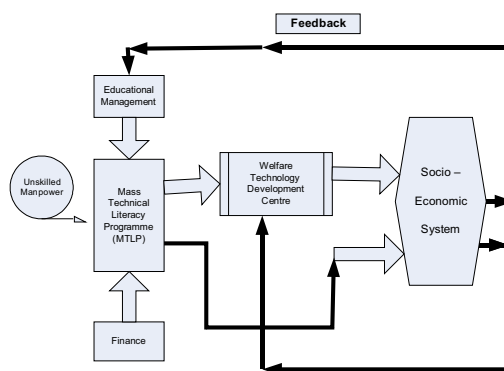 Feedback
Educational
Management
Unskilled
Manpower
Mass
Technical
Literacy
Programme
(MTLP)
Welfare
Technology
Development
Centre
Socio –
Economic
System
Finance